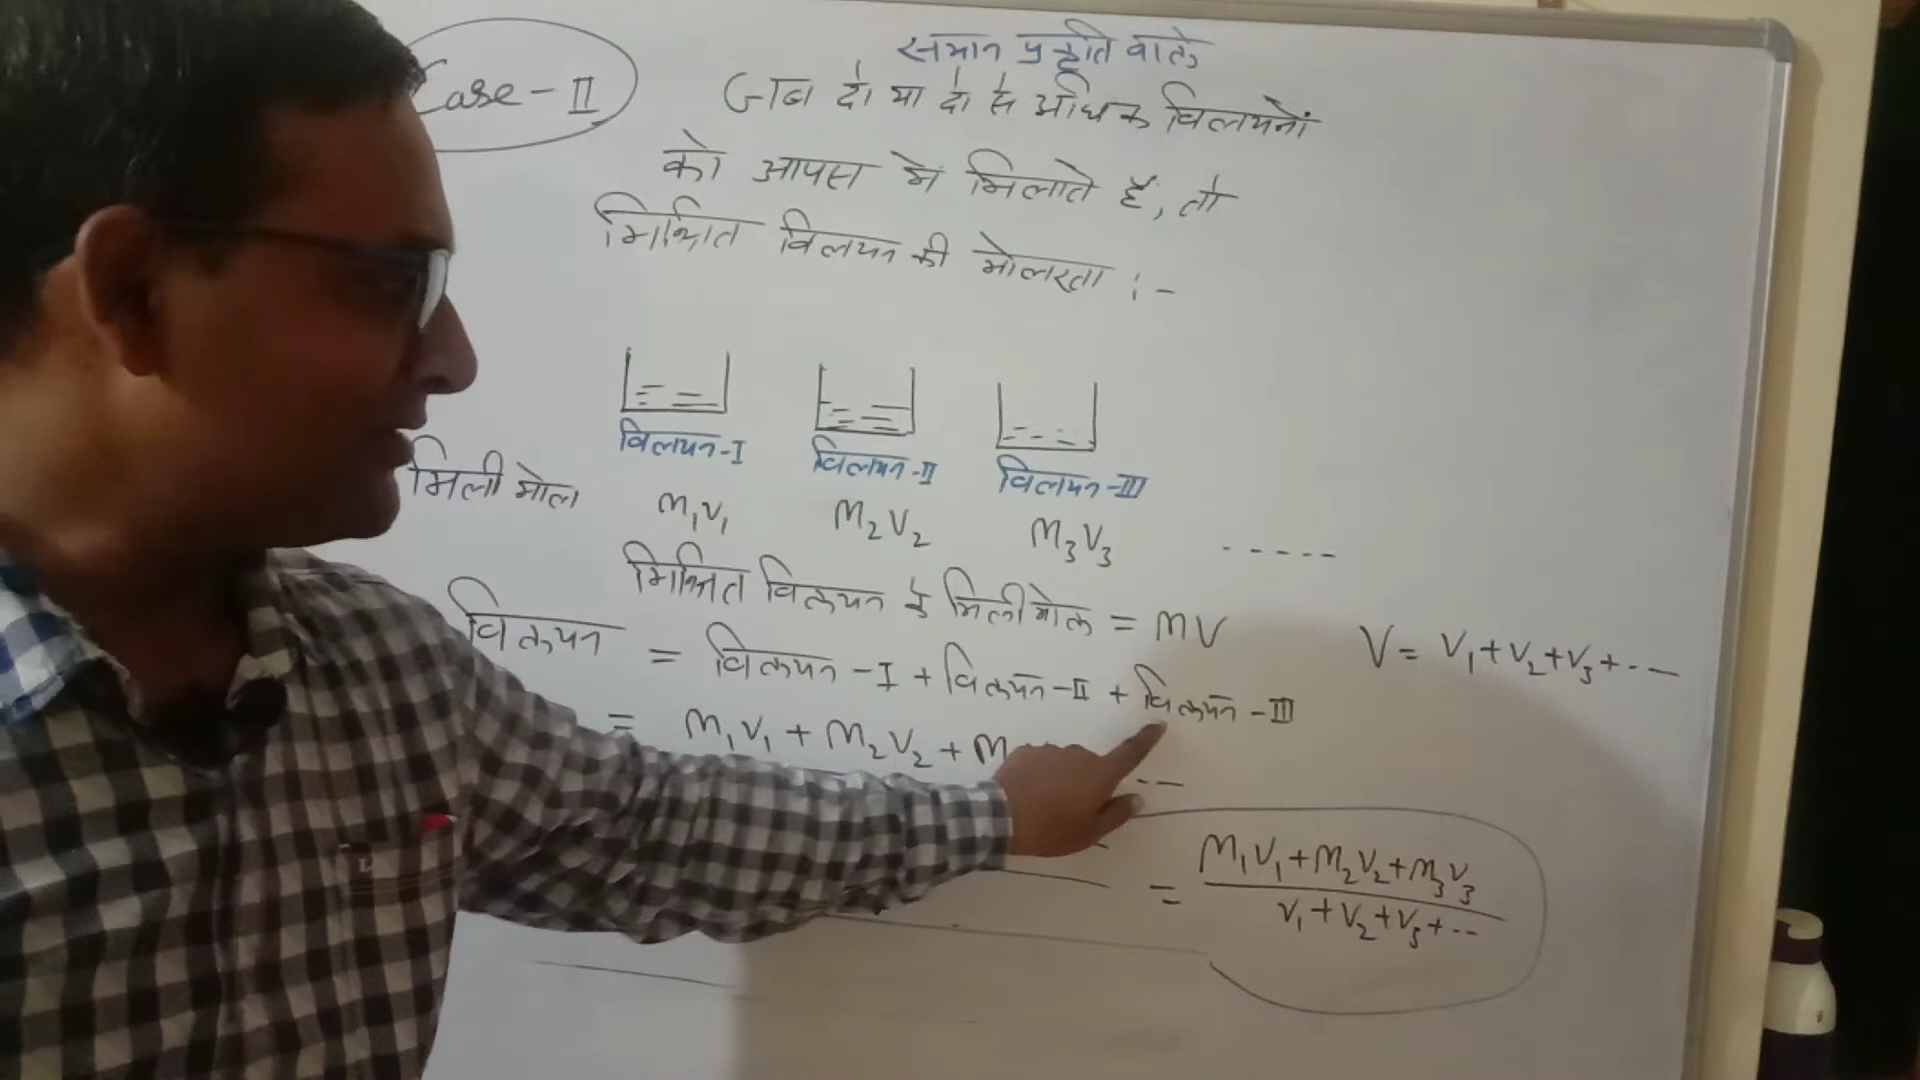 समान प्रकृति वाले
Case-II जब दो या दो से अधिक विलयनों
को आपस में मिलाते हैं, तो
मिश्रित विलयन की मोलरता :-
विलयन-I विलयन-II विलयन-III
मिली मोल M₁V₁ M₂V₂ M₃V₃ -----
मिश्रित विलयन के मिलीमोल = MV V = V₁+V₂+V₃+---
विलयन = विलयन-I + विलयन-II + विलयन-III
= M₁V₁ + M₂V₂ + M --
= M₁V₁+M₂V₂+M₃V₃
V₁+V₂+V₃+--